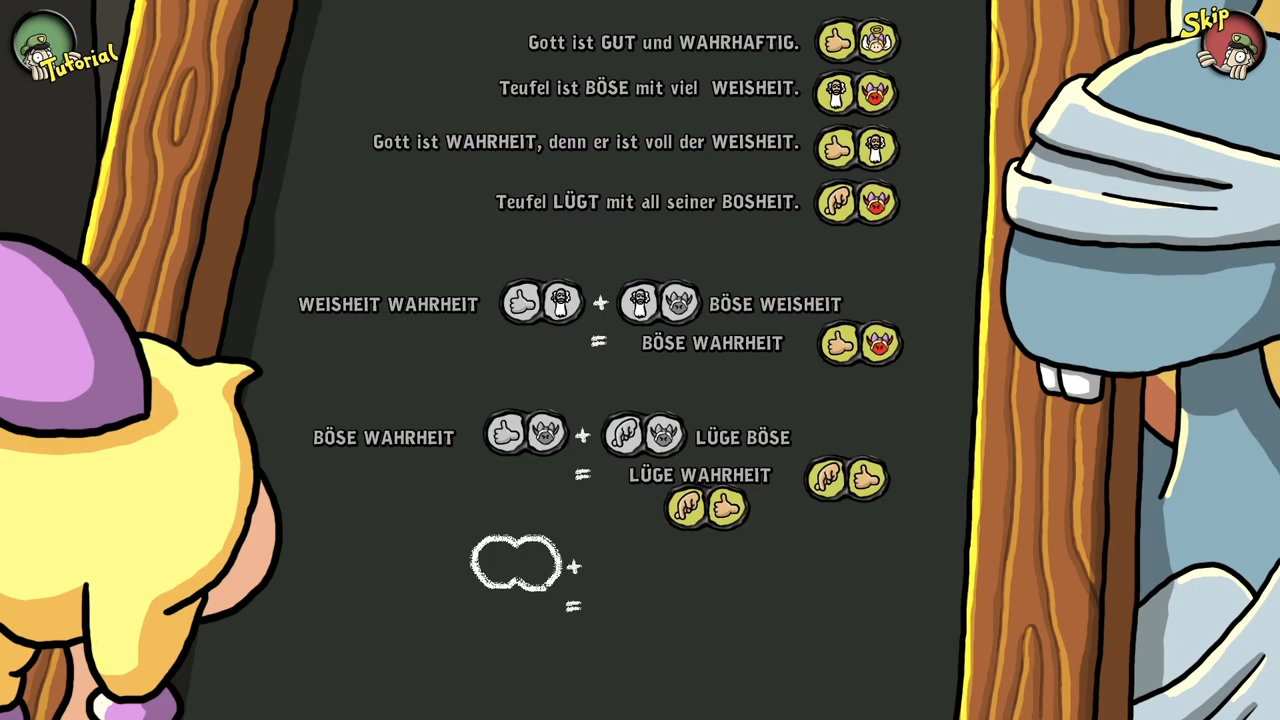 Tutorial
Skip
Gott ist GUT und WAHRHAFTIG.
Teufel ist BÖSE mit viel WEISHEIT.
Gott ist WAHRHEIT, denn er ist voll der WEISHEIT.
Teufel LÜGT mit all seiner BOSHEIT.
WEISHEIT WAHRHEIT + BÖSE WEISHEIT
= BÖSE WAHRHEIT
BÖSE WAHRHEIT + LÜGE BÖSE
= LÜGE WAHRHEIT
+
=